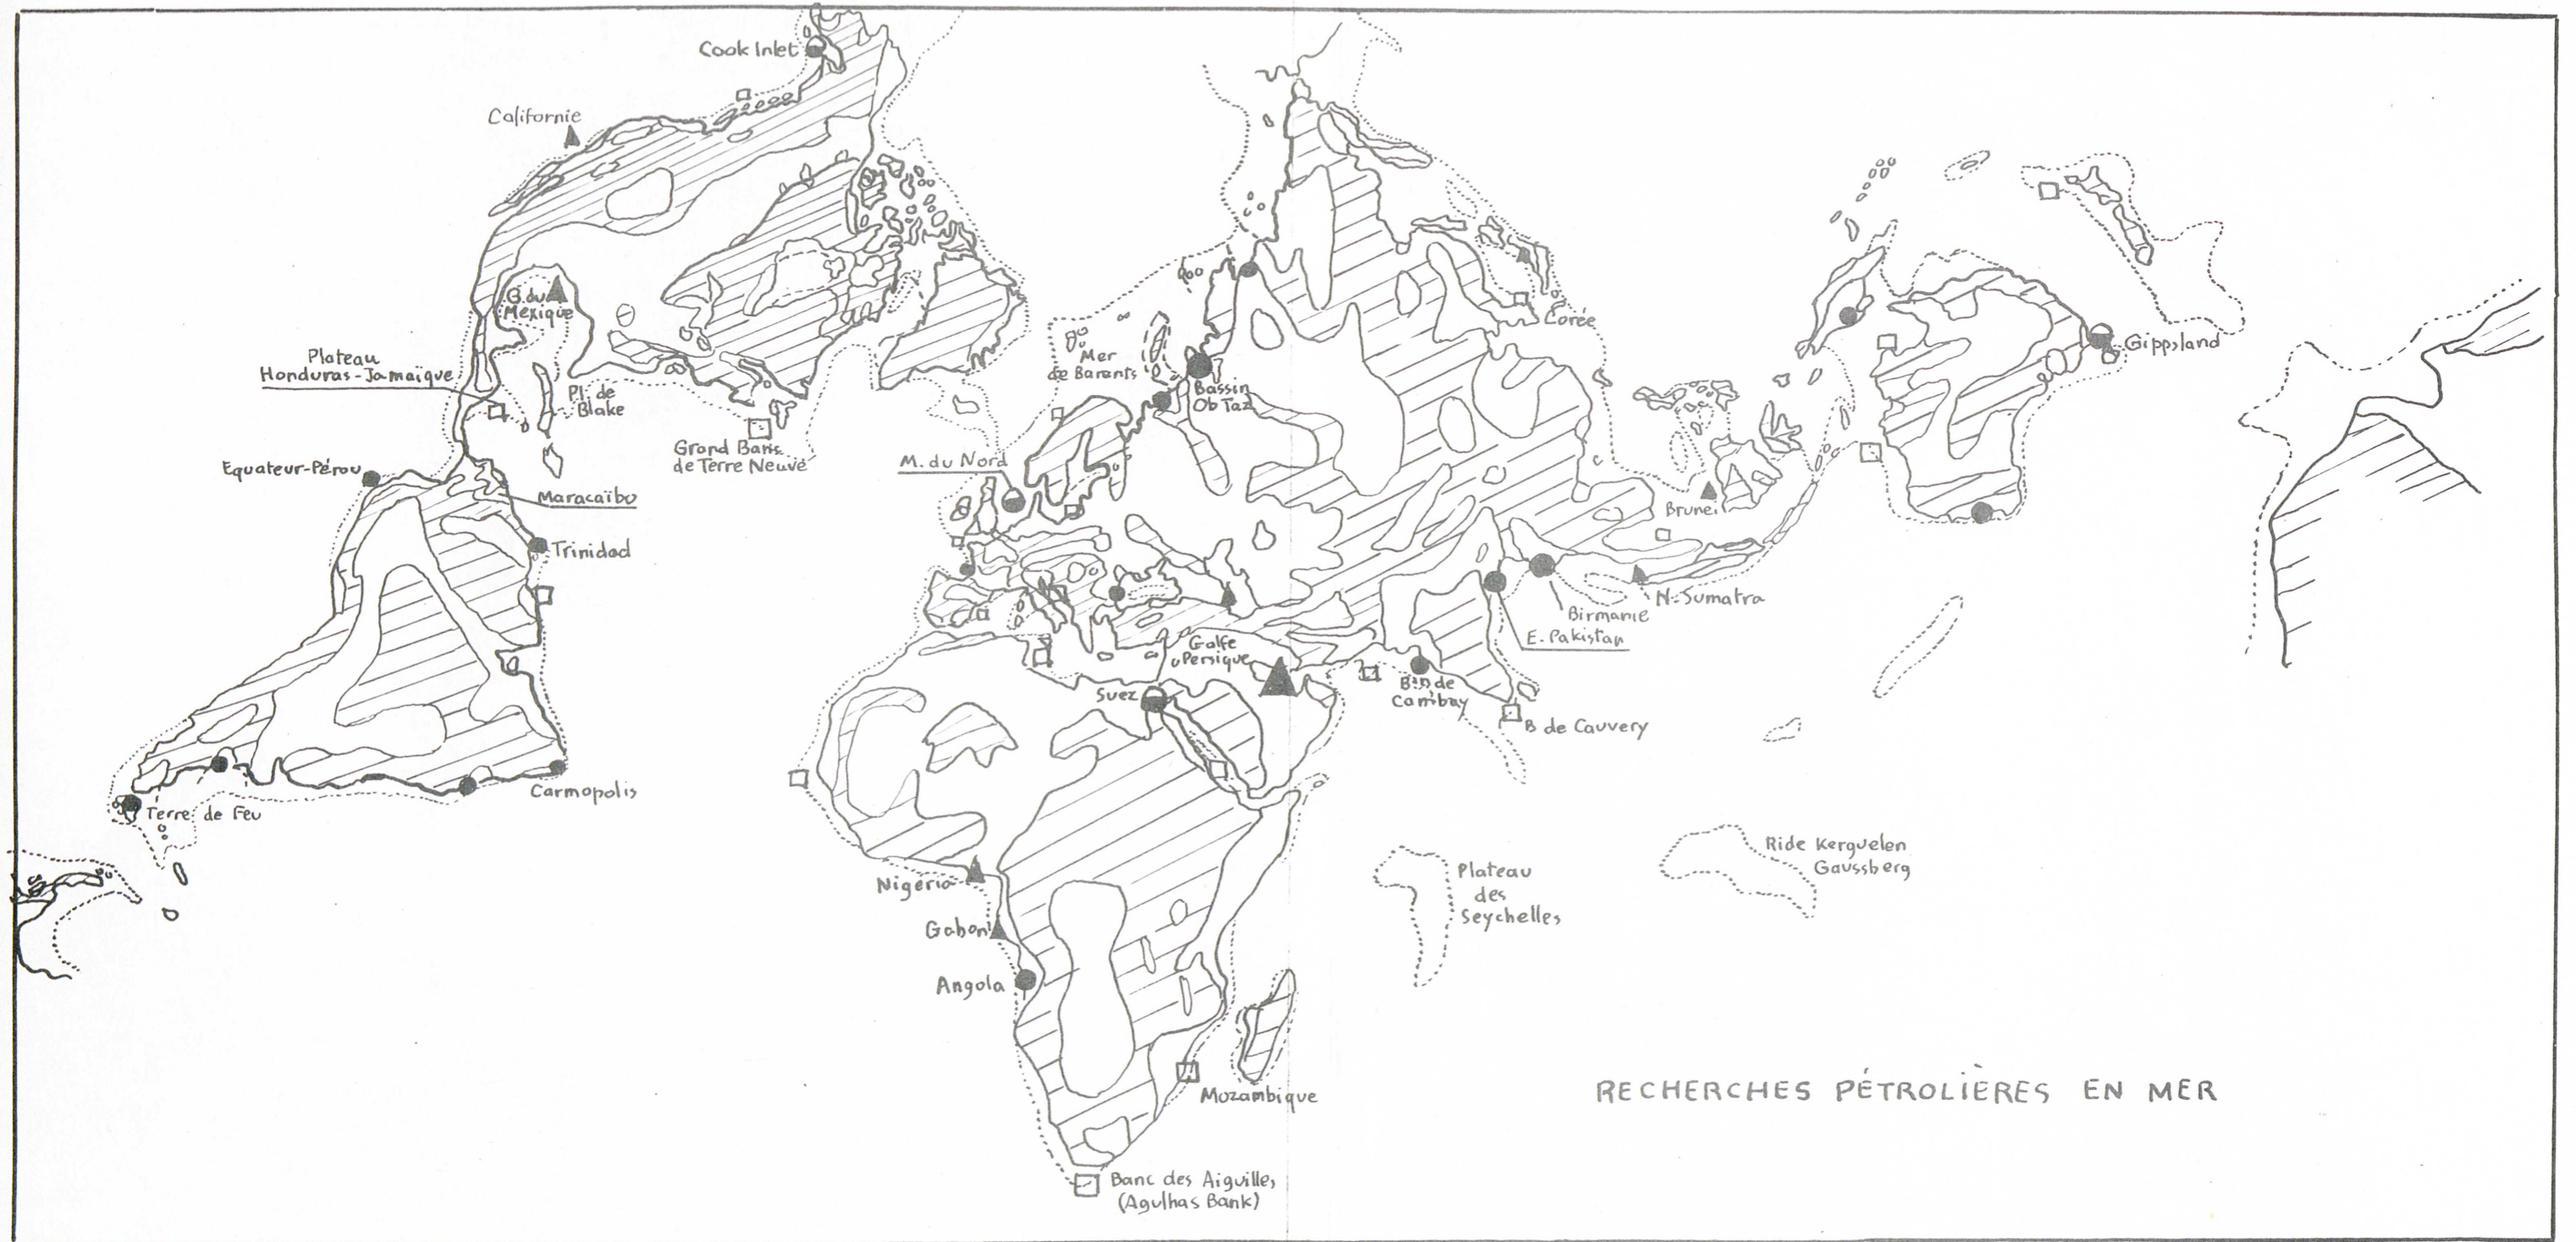 Cook Inlet
Californie
G. du
Mexique
Plateau
Honduras-Jamaïque
Pl. de
Blake
Grand Banc
de Terre Neuve
Equateur-Pérou
Maracaïbo
Trinidad
Carmopolis
Terre de Feu
M. du Nord
Mer
de Barents
Bassin
Ob Taz
Corée
Gippsland
Brunei
N-Sumatra
Birmanie
E. Pakistan
Golfe
Persique
Suez
de
Cambay
B de Cauvery
Nigéria
Gabon
Angola
Mozambique
Banc des Aiguilles
(Agulhas Bank)
Plateau
des
Seychelles
Ride Kerguelen
Gaussberg
RECHERCHES PÉTROLIÈRES EN MER